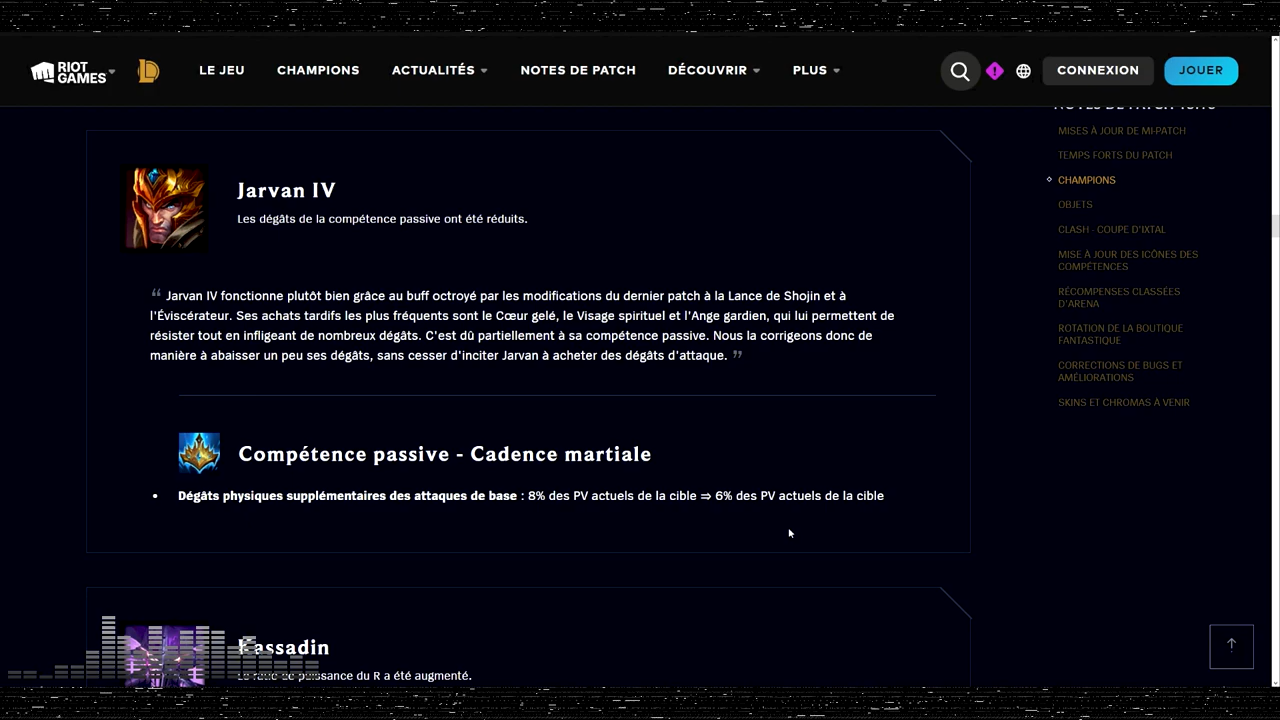 RIOT
GAMES
LE JEU
CHAMPIONS
ACTUALITÉS
NOTES DE PATCH
DÉCOUVRIR
PLUS
CONNEXION
JOUER
Jarvan IV
Les dégâts de la compétence passive ont été réduits.
“ Jarvan IV fonctionne plutôt bien grâce au buff octroyé par les modifications du dernier patch à la Lance de Shojin et à
l'Éviscérateur. Ses achats tardifs les plus fréquents sont le Cœur gelé, le Visage spirituel et l'Ange gardien, qui lui permettent de
résister tout en infligeant de nombreux dégâts. C'est dû partiellement à sa compétence passive. Nous la corrigeons donc de
manière à abaisser un peu ses dégâts, sans cesser d'inciter Jarvan à acheter des dégâts d'attaque. ”
Compétence passive - Cadence martiale
• Dégâts physiques supplémentaires des attaques de base : 8% des PV actuels de la cible ⇒ 6% des PV actuels de la cible
Kassadin
puissance du R a été augmenté.
NOTES DE PATCH
MISES À JOUR DE MI-PATCH
TEMPS FORTS DU PATCH
CHAMPIONS
OBJETS
CLASH - COUPE D'IXTAL
MISE À JOUR DES ICÔNES DES
COMPÉTENCES
RÉCOMPENSES CLASSÉES
D'ARENA
ROTATION DE LA BOUTIQUE
FANTASTIQUE
CORRECTIONS DE BUGS ET
AMÉLIORATIONS
SKINS ET CHROMAS À VENIR